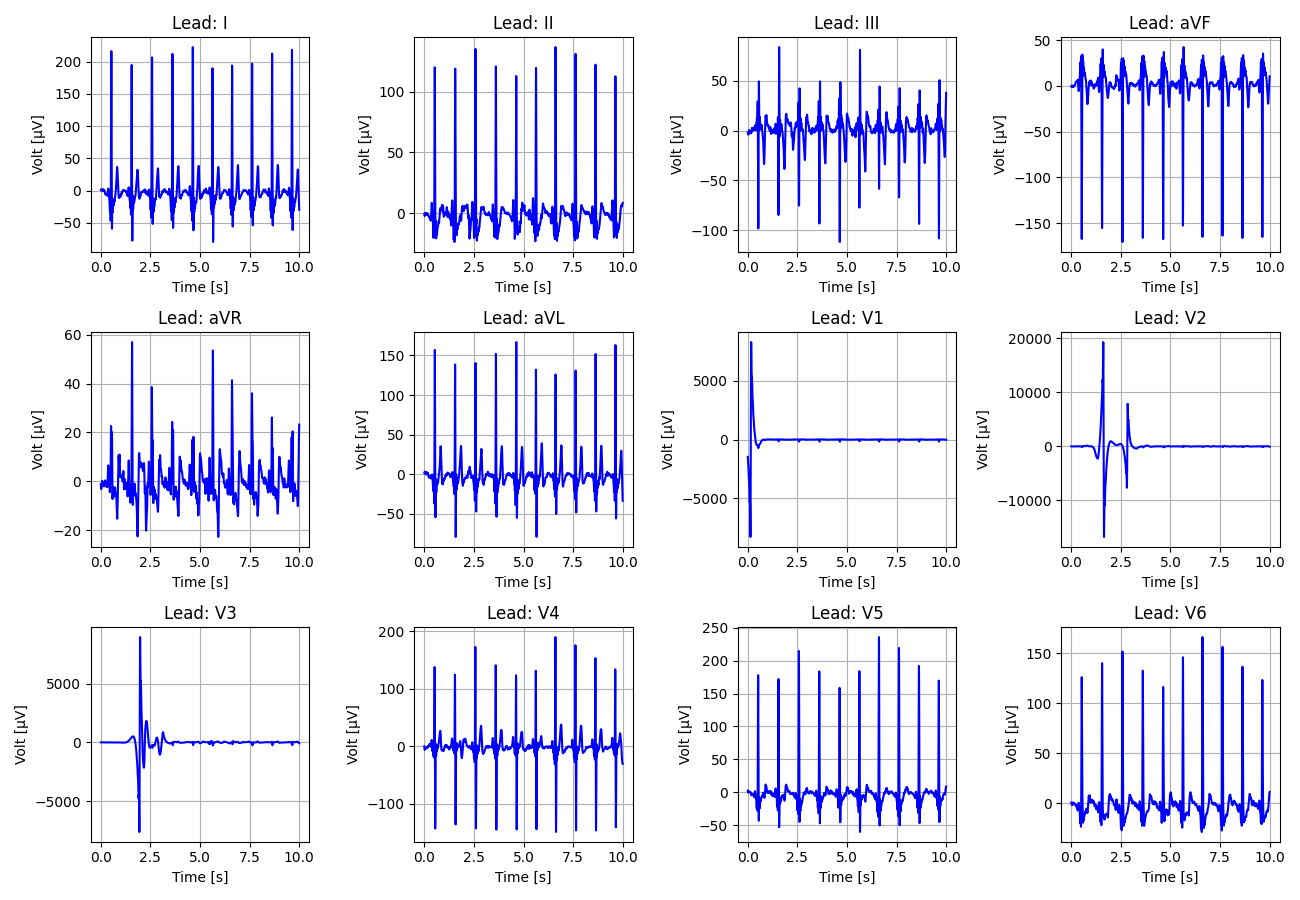 Lead: I
Volt [µV]
200
150
100
50
0
−50
0.0 2.5 5.0 7.5 10.0
Time [s]
Lead: II
Volt [µV]
100
50
0
0.0 2.5 5.0 7.5 10.0
Time [s]
Lead: III
Volt [µV]
50
0
−50
−100
0.0 2.5 5.0 7.5 10.0
Time [s]
Lead: aVF
Volt [µV]
50
0
−50
−100
−150
0.0 2.5 5.0 7.5 10.0
Time [s]
Lead: aVR
Volt [µV]
60
40
20
0
−20
0.0 2.5 5.0 7.5 10.0
Time [s]
Lead: aVL
Volt [µV]
150
100
50
0
−50
0.0 2.5 5.0 7.5 10.0
Time [s]
Lead: V1
Volt [µV]
5000
0
−5000
0.0 2.5 5.0 7.5 10.0
Time [s]
Lead: V2
Volt [µV]
20000
10000
0
−10000
0.0 2.5 5.0 7.5 10.0
Time [s]
Lead: V3
Volt [µV]
5000
0
−5000
0.0 2.5 5.0 7.5 10.0
Time [s]
Lead: V4
Volt [µV]
200
100
0
−100
0.0 2.5 5.0 7.5 10.0
Time [s]
Lead: V5
Volt [µV]
250
200
150
100
50
0
−50
0.0 2.5 5.0 7.5 10.0
Time [s]
Lead: V6
Volt [µV]
150
100
50
0
0.0 2.5 5.0 7.5 10.0
Time [s]